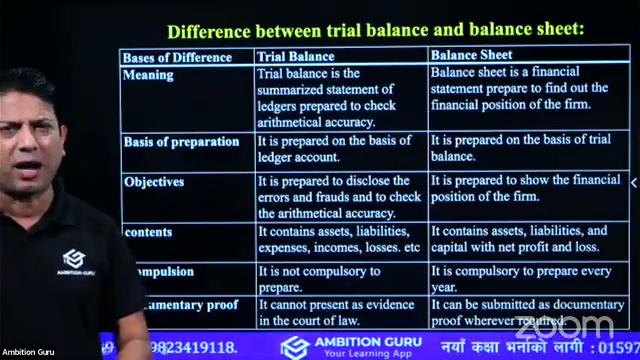 Difference between trial balance and balance sheet:
Bases of Difference Trial Balance Balance Sheet
Meaning Trial balance is the summarized statement of ledgers prepared to check arithmetical accuracy. Balance sheet is a financial statement prepare to find out the financial position of the firm.
Basis of preparation It is prepared on the basis of ledger account. It is prepared on the basis of trial balance.
Objectives It is prepared to disclose the errors and frauds and to check the arithmetical accuracy. It is prepared to show the financial position of the firm.
contents It contains assets, liabilities, expenses, incomes, losses. etc It contains assets, liabilities, and capital with net profit and loss.
ompulsion It is not compulsory to prepare. It is compulsory to prepare every year.
umentary proof It cannot present as evidence in the court of law. It can be submitted as documentary proof wherever required.
AMBITION GURU
zoom
Ambition Guru
9823419118.
AMBITION GURU
Your Learning App
नयाँ कक्षा भर्नाको लागी : 01597